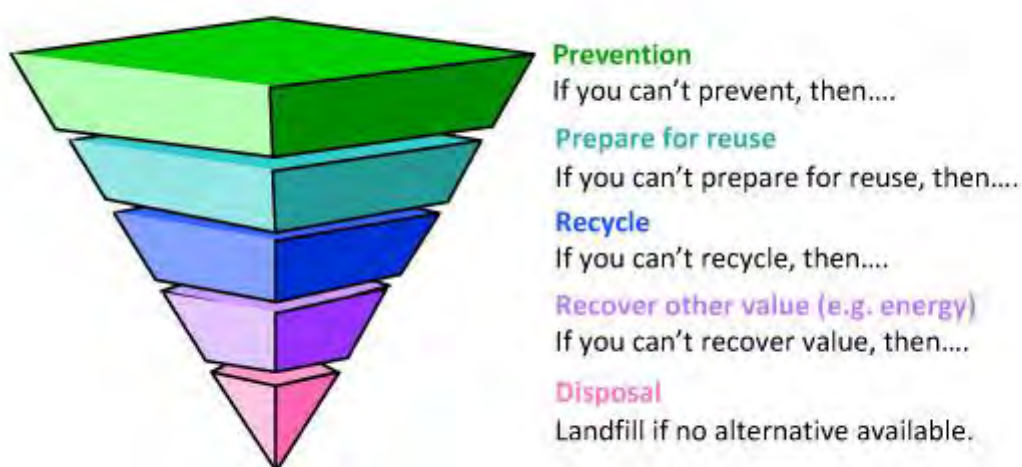 Prevention
If you can't prevent, then....
Prepare for reuse
If you can't prepare for reuse, then....
Recycle
If you can't recycle, then....
Recover other value (e.g. energy)
If you can't recover value, then....
Disposal
Landfill if no alternative available.